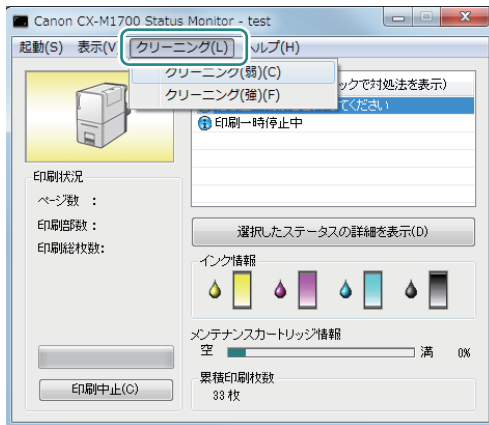 Canon CX-M1700 Status Monitor - test
起動(S) 表示(V クリーニング(L) ヘルプ(H)
クリーニング(弱)(C)
クリーニング(強)(F)
ックで対処法を表示)
てください
印刷一時停止中
印刷状況
ページ数 :
印刷部数 :
印刷総枚数:
選択したステータスの詳細を表示(D)
インク情報
メンテナンスカートリッジ情報
空 満 0%
印刷中止(C)
累積印刷枚数
33 枚